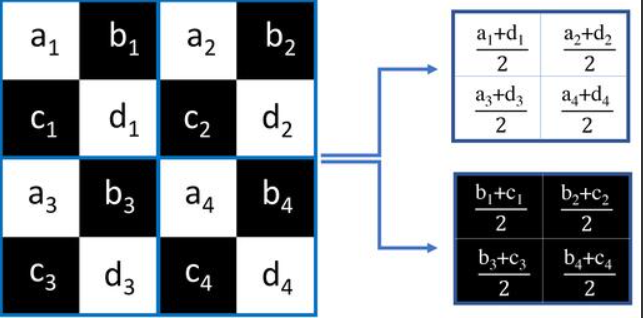 a₁ b₁ a₂ b₂
c₁ d₁ c₂ d₂
a₃ b₃ a₄ b₄
c₃ d₃ c₄ d₄
a₁+d₁/2 a₂+d₂/2
a₃+d₃/2 a₄+d₄/2
b₁+c₁/2 b₂+c₂/2
b₃+c₃/2 b₄+c₄/2